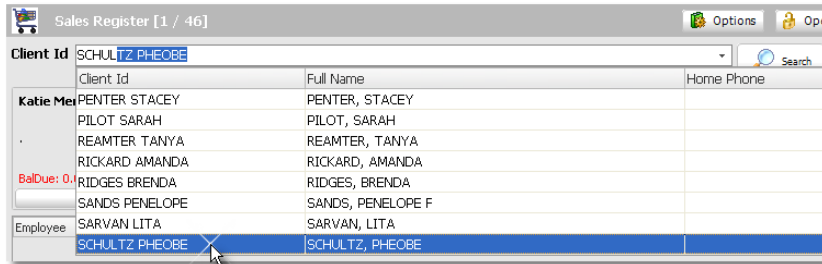 Sales Register [1 / 46] Options
Client Id SCHULTZ PHEOBE Search
Client Id Full Name Home Phone
PENTER STACEY PENTER, STACEY
Katie
PILOT SARAH PILOT, SARAH
REAMTER TANYA REAMTER, TANYA
RICKARD AMANDA RICKARD, AMANDA
BalDue: 0. RIDGES BRENDA RIDGES, BRENDA
SANDS PENELOPE SANDS, PENELOPE F
Employee SARVAN LITA SARVAN, LITA
SCHULTZ PHEOBE SCHULTZ, PHEOBE